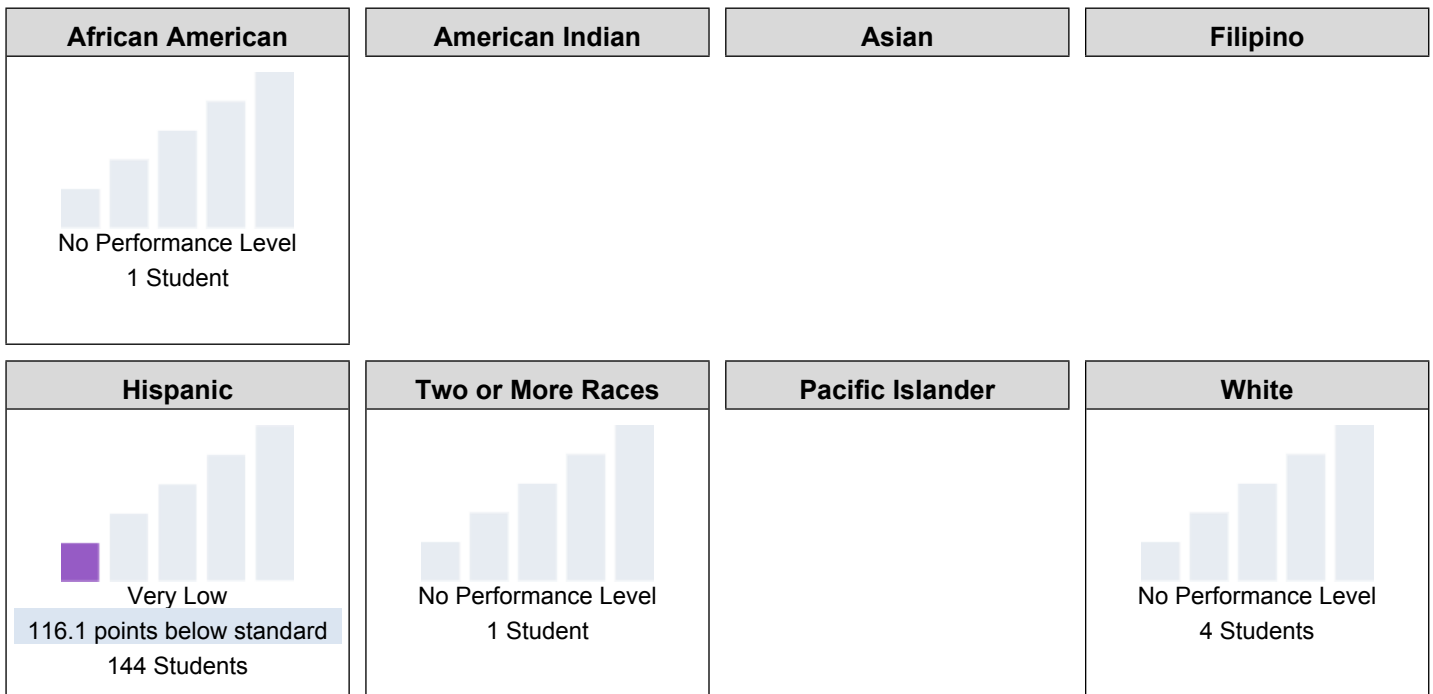 African American
American Indian
Asian
Filipino
No Performance Level
1 Student
Hispanic
Two or More Races
Pacific Islander
White
Very Low
116.1 points below standard
144 Students
No Performance Level
1 Student
No Performance Level
4 Students